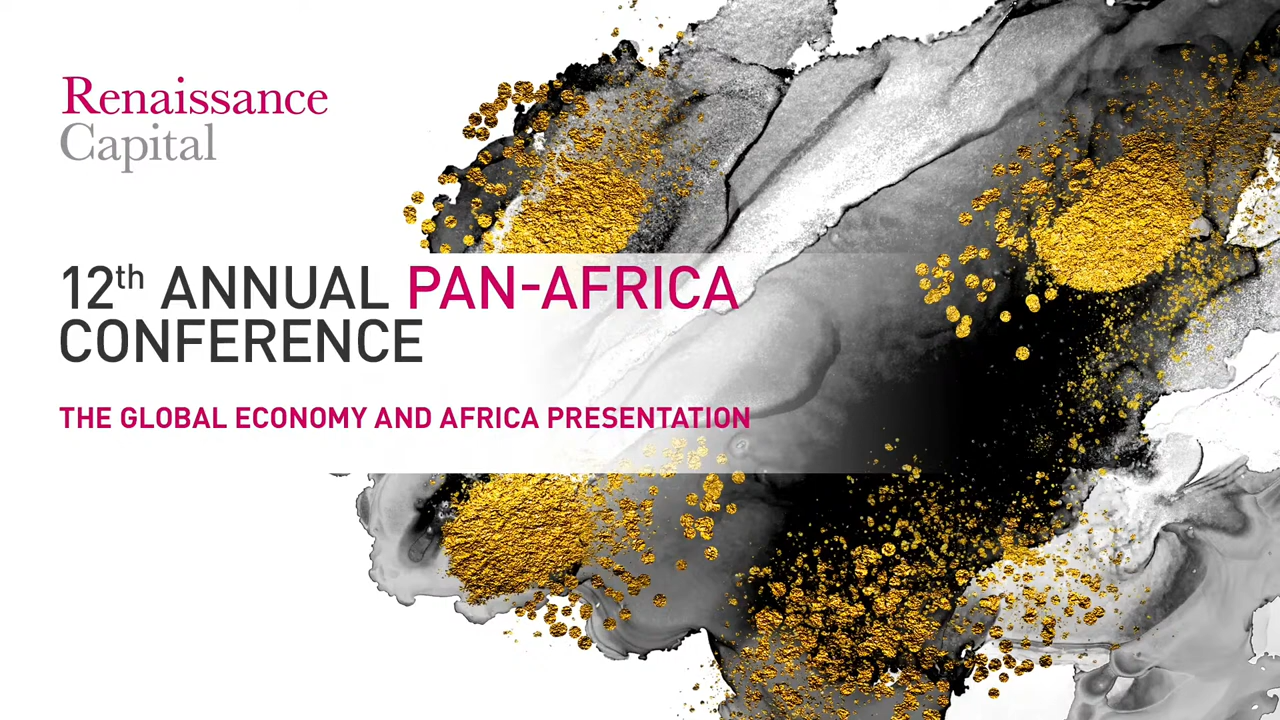 Renaissance
Capital
12th ANNUAL PAN-AFRICA
CONFERENCE
THE GLOBAL ECONOMY AND AFRICA PRESENTATION